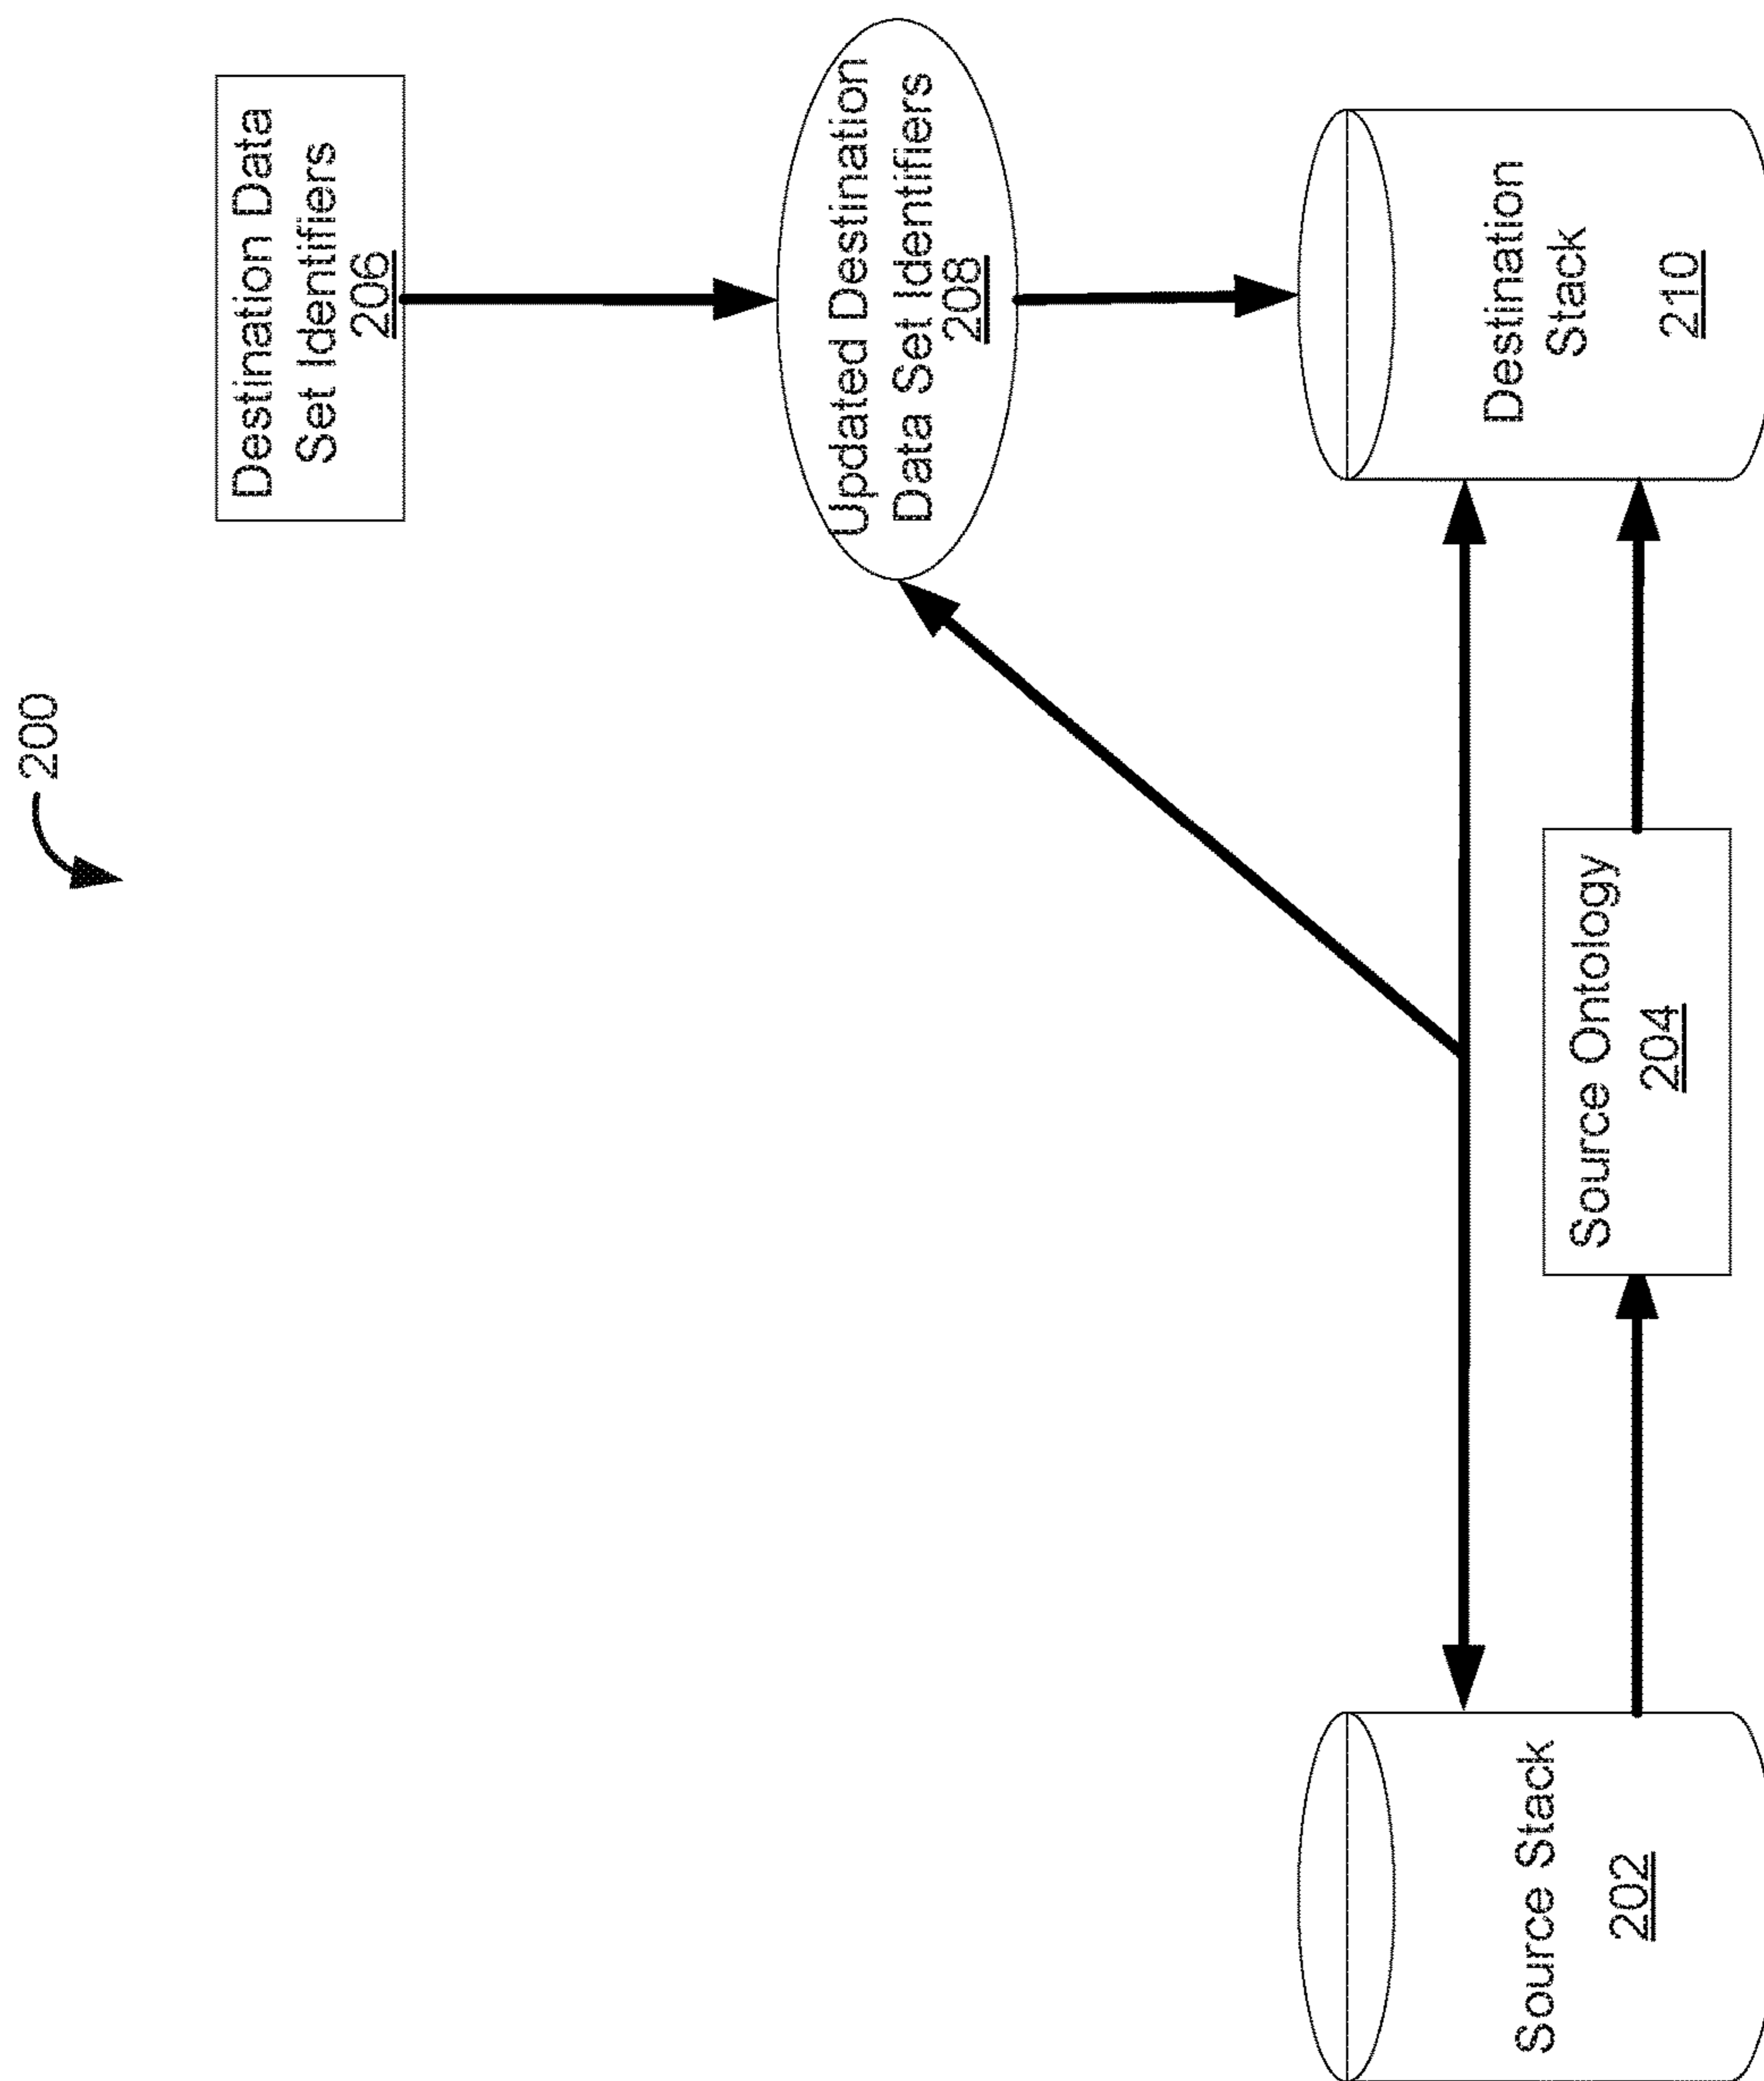 200
Destination Data
Set Identifiers
206
Updated Destination
Data Set Identifiers
208
Source Stack
202
Source Ontology
204
Destination
Stack
210